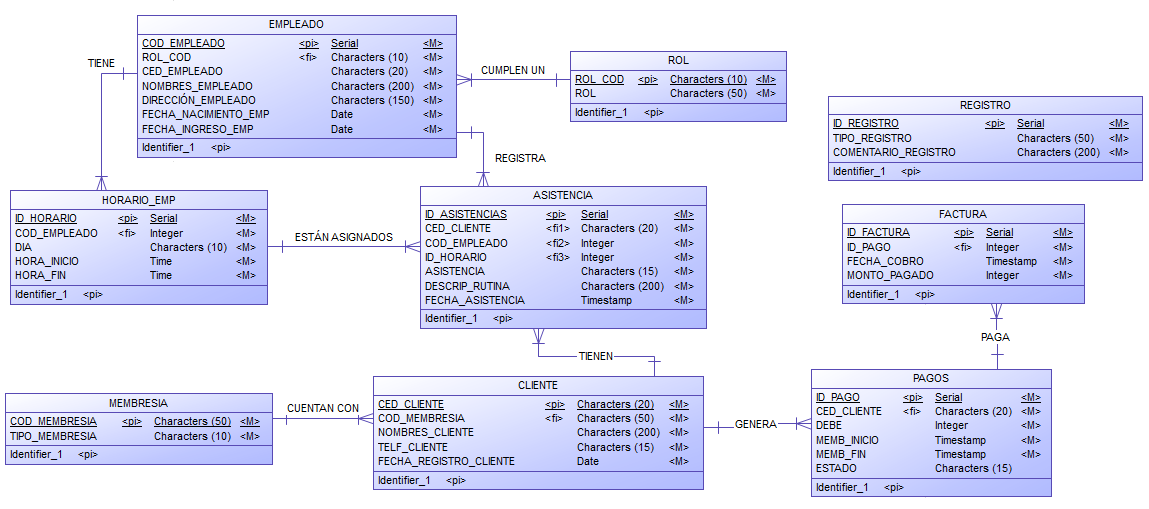 EMPLEADO
COD_EMPLEADO <pi> Serial <M>
ROL_COD <fi> Characters (10) <M>
CED_EMPLEADO Characters (20) <M>
NOMBRES_EMPLEADO Characters (200) <M>
DIRECCIÓN_EMPLEADO Characters (150) <M>
FECHA_NACIMIENTO_EMP Date <M>
FECHA_INGRESO_EMP Date <M>
Identifier_1 <pi>
TIENE
CUMPLEN UN
ROL
ROL_COD <pi> Characters (10) <M>
ROL Characters (50) <M>
Identifier_1 <pi>
REGISTRO
ID_REGISTRO <pi> Serial <M>
TIPO_REGISTRO Characters (50) <M>
COMENTARIO_REGISTRO Characters (200) <M>
Identifier_1 <pi>
REGISTRA
HORARIO_EMP
ID_HORARIO <pi> Serial <M>
COD_EMPLEADO <fi> Integer <M>
DIA Characters (10) <M>
HORA_INICIO Time <M>
HORA_FIN Time <M>
Identifier_1 <pi>
ESTÁN ASIGNADOS
ASISTENCIA
ID_ASISTENCIAS <pi> Serial <M>
CED_CLIENTE <fi1> Characters (20) <M>
COD_EMPLEADO <fi2> Integer <M>
ID_HORARIO <fi3> Integer <M>
ASISTENCIA Characters (15) <M>
DESCRIP_RUTINA Characters (200) <M>
FECHA_ASISTENCIA Timestamp <M>
Identifier_1 <pi>
FACTURA
ID_FACTURA <pi> Serial <M>
ID_PAGO <fi> Integer <M>
FECHA_COBRO Timestamp <M>
MONTO_PAGADO Integer <M>
Identifier_1 <pi>
PAGA
TIENEN
MEMBRESIA
COD_MEMBRESIA <pi> Characters (50) <M>
TIPO_MEMBRESIA Characters (10) <M>
Identifier_1 <pi>
CUENTAN CON
CLIENTE
CED_CLIENTE <pi> Characters (20) <M>
COD_MEMBRESIA <fi> Characters (50) <M>
NOMBRES_CLIENTE Characters (200) <M>
TELF_CLIENTE Characters (15) <M>
FECHA_REGISTRO_CLIENTE Date <M>
Identifier_1 <pi>
GENERA
PAGOS
ID_PAGO <pi> Serial <M>
CED_CLIENTE <fi> Characters (20) <M>
DEBE Integer <M>
MEMB_INICIO Timestamp <M>
MEMB_FIN Timestamp <M>
ESTADO Characters (15)
Identifier_1 <pi>